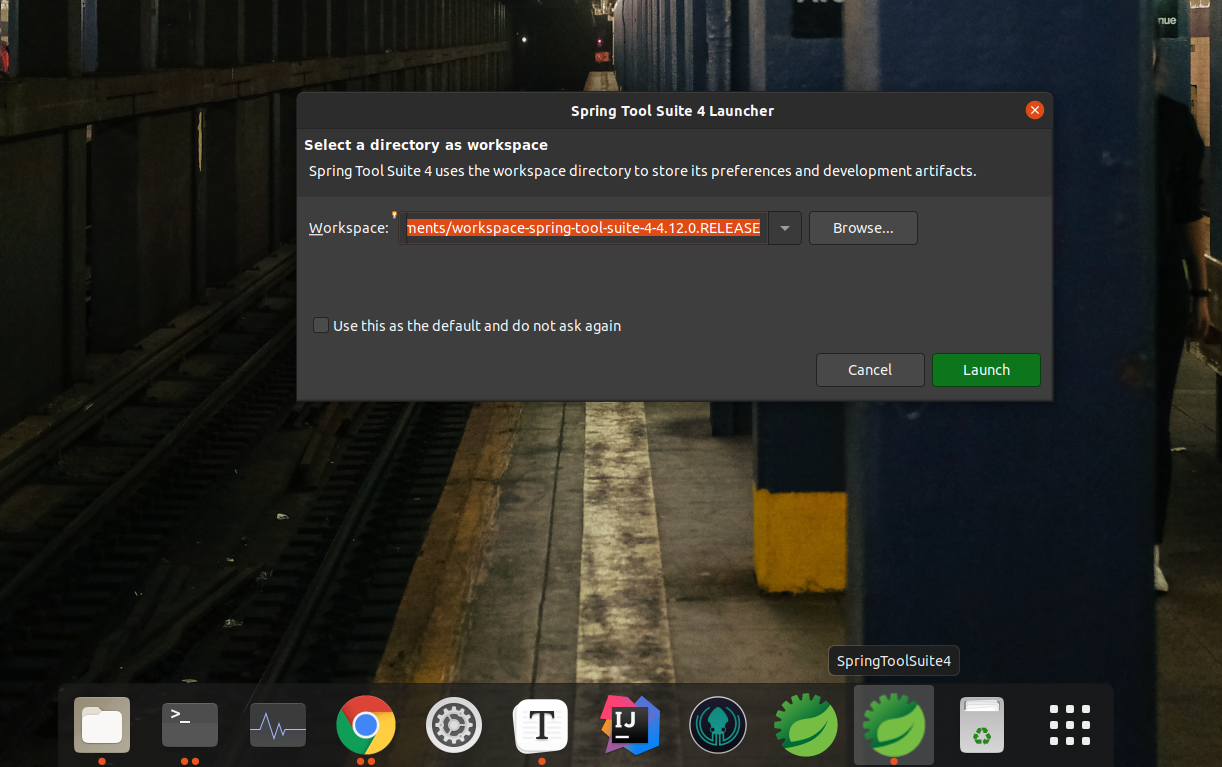 nue
Spring Tool Suite 4 Launcher
Select a directory as workspace
Spring Tool Suite 4 uses the workspace directory to store its preferences and development artifacts.
Workspace: ments/workspace-spring-tool-suite-4-4.12.0.RELEASE Browse...
Use this as the default and do not ask again
Cancel Launch
SpringToolSuite4
>_ T IJ